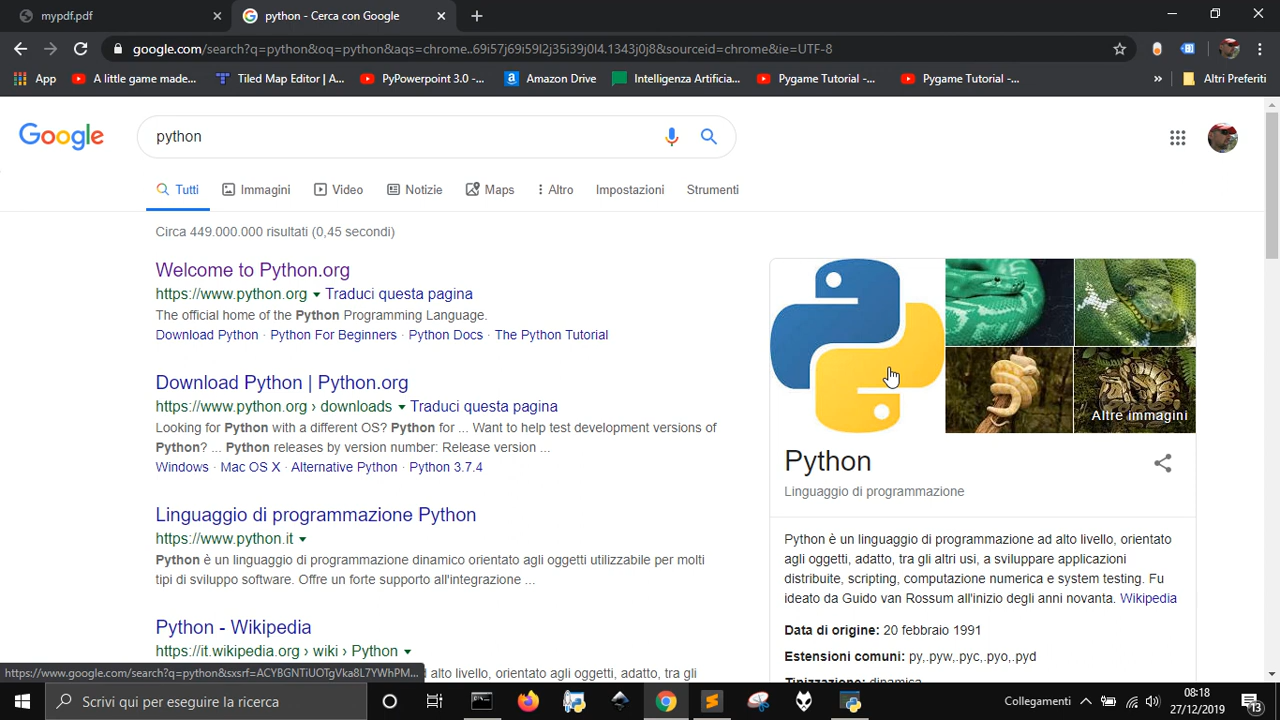 mypdf.pdf
python - Cerca con Google
google.com/search?q=python&oq=python&aqs=chrome..69i57j69i59l2j35i39j0l4.1343j0j8&sourceid=chrome&ie=UTF-8
App
A little game made...
Tiled Map Editor | A...
PyPowerpoint 3.0 -...
Amazon Drive
Intelligenza Artificia...
Pygame Tutorial -...
Pygame Tutorial -...
»
Altri Preferiti
Google
python
Tutti
Immagini
Video
Notizie
Maps
Altro
Impostazioni
Strumenti
Circa 449.000.000 risultati (0,45 secondi)
Welcome to Python.org
https://www.python.org ▾ Traduci questa pagina
The official home of the Python Programming Language.
Download Python · Python For Beginners · Python Docs · The Python Tutorial
Download Python | Python.org
https://www.python.org › downloads ▾ Traduci questa pagina
Looking for Python with a different OS? Python for ... Want to help test development versions of
Python? ... Python releases by version number: Release version ...
Windows · Mac OS X · Alternative Python · Python 3.7.4
Linguaggio di programmazione Python
https://www.python.it ▾
Python è un linguaggio di programmazione dinamico orientato agli oggetti utilizzabile per molti
tipi di sviluppo software. Offre un forte supporto all'integrazione ...
Python - Wikipedia
https://it.wikipedia.org › wiki › Python ▾
alto livello, orientato agli oggetti, adatto, tra gli
Altre immagini
Python
Linguaggio di programmazione
Python è un linguaggio di programmazione ad alto livello, orientato
agli oggetti, adatto, tra gli altri usi, a sviluppare applicazioni
distribuite, scripting, computazione numerica e system testing. Fu
ideato da Guido van Rossum all'inizio degli anni novanta. Wikipedia
Data di origine: 20 febbraio 1991
Estensioni comuni: py,.pyw,.pyc,.pyo,.pyd
Tipizzazione: dinamica
https://www.google.com/search?q=python&sxsrf=ACYBGNTiUOTgVka8L7YWhPM...
Scrivi qui per eseguire la ricerca
Collegamenti
08:18
27/12/2019
13